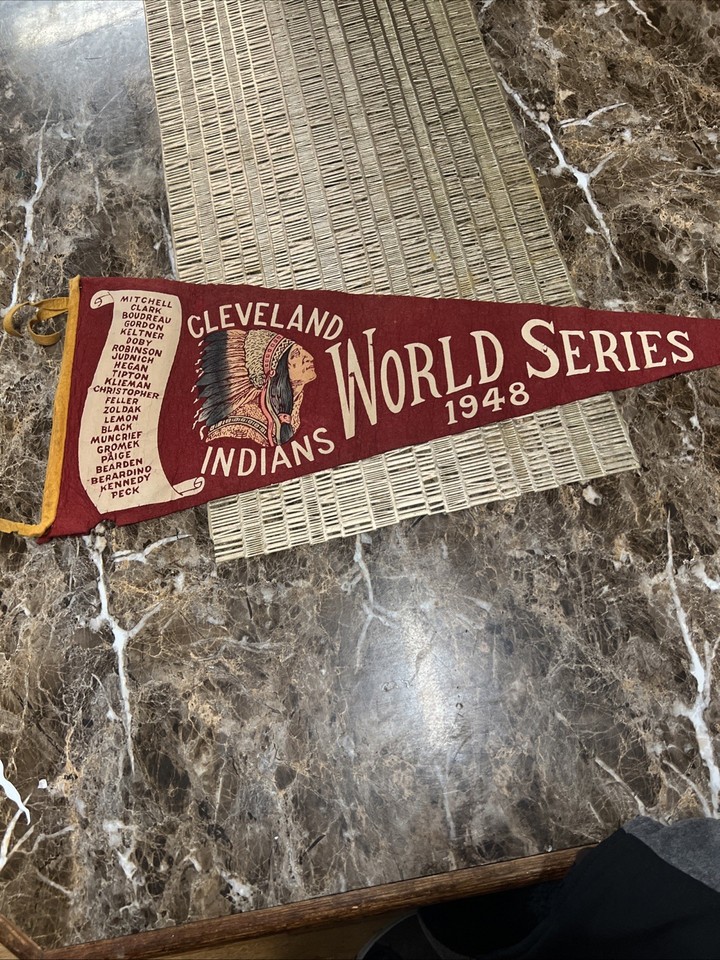 MITCHELL
CLARK
BOUDREAU
GORDON
KELTNER
DOBY
ROBINSON
JUDNICH
HEGAN
TIPTON
KLIEMAN
CHRISTOPHER
FELLER
ZOLDAK
LEMON
BLACK
MUNCRIEF
GROMEK
PAIGE
BEARDEN
BERARDINO
KENNEDY
PECK
CLEVELAND
INDIANS
WORLD SERIES
1948